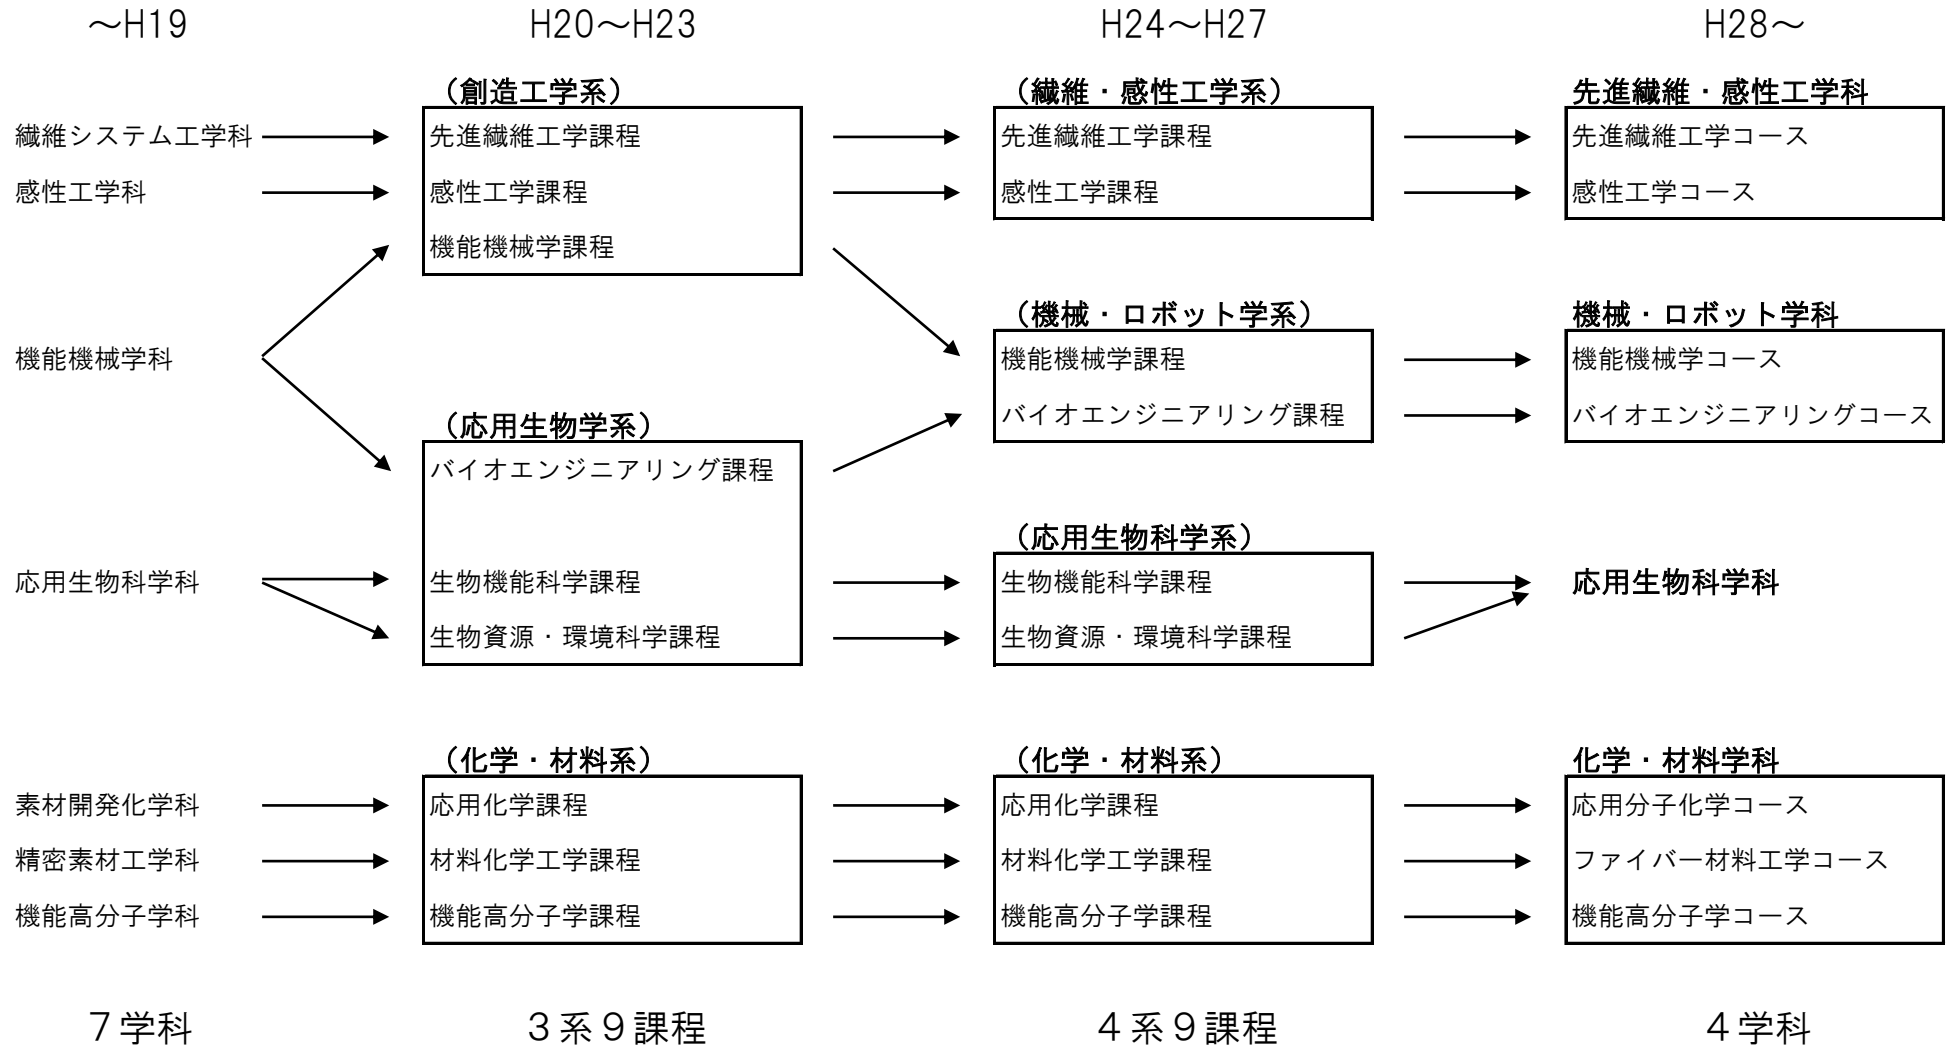 ～H19 H20～H23 H24～H27 H28～
（創造工学系） （繊維・感性工学系） 先進繊維・感性工学科
繊維システム工学科 先進繊維工学課程 先進繊維工学課程 先進繊維工学コース
感性工学科 感性工学課程 感性工学課程 感性工学コース
機能機械学課程
（機械・ロボット学系） 機械・ロボット学科
機能機械学科 機能機械学課程 機能機械学コース
（応用生物学系） バイオエンジニアリング課程 バイオエンジニアリングコース
バイオエンジニアリング課程
（応用生物科学系）
応用生物科学科 生物機能科学課程 生物機能科学課程 応用生物科学科
生物資源・環境科学課程 生物資源・環境科学課程
（化学・材料系） （化学・材料系） 化学・材料学科
素材開発化学科 応用化学課程 応用化学課程 応用分子化学コース
精密素材工学科 材料化学工学課程 材料化学工学課程 ファイバー材料工学コース
機能高分子学科 機能高分子学課程 機能高分子学課程 機能高分子学コース
７学科 ３系９課程 ４系９課程 ４学科